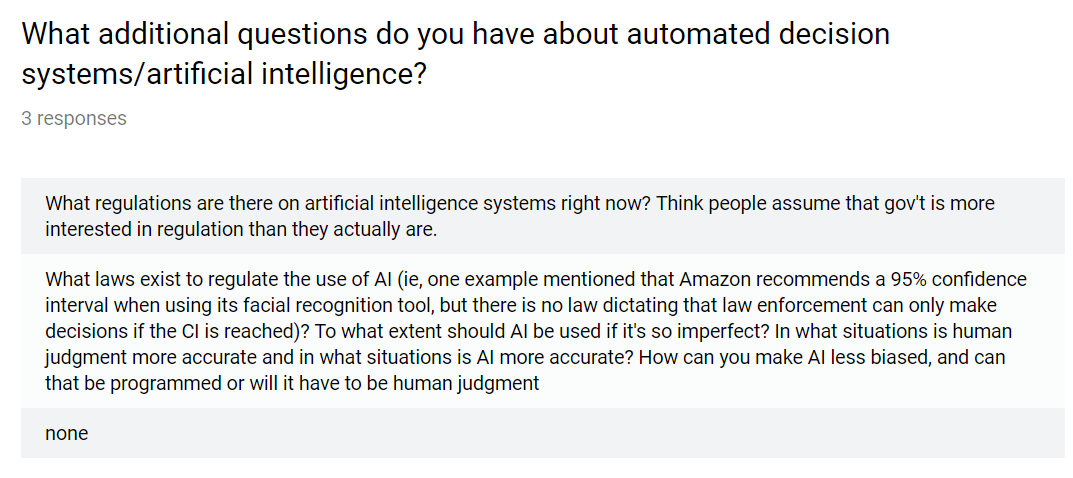 What additional questions do you have about automated decision
systems/artificial intelligence?
3 responses
What regulations are there on artificial intelligence systems right now? Think people assume that gov't is more
interested in regulation than they actually are.
What laws exist to regulate the use of AI (ie, one example mentioned that Amazon recommends a 95% confidence
interval when using its facial recognition tool, but there is no law dictating that law enforcement can only make
decisions if the CI is reached)? To what extent should AI be used if it's so imperfect? In what situations is human
judgment more accurate and in what situations is AI more accurate? How can you make AI less biased, and can
that be programmed or will it have to be human judgment
none